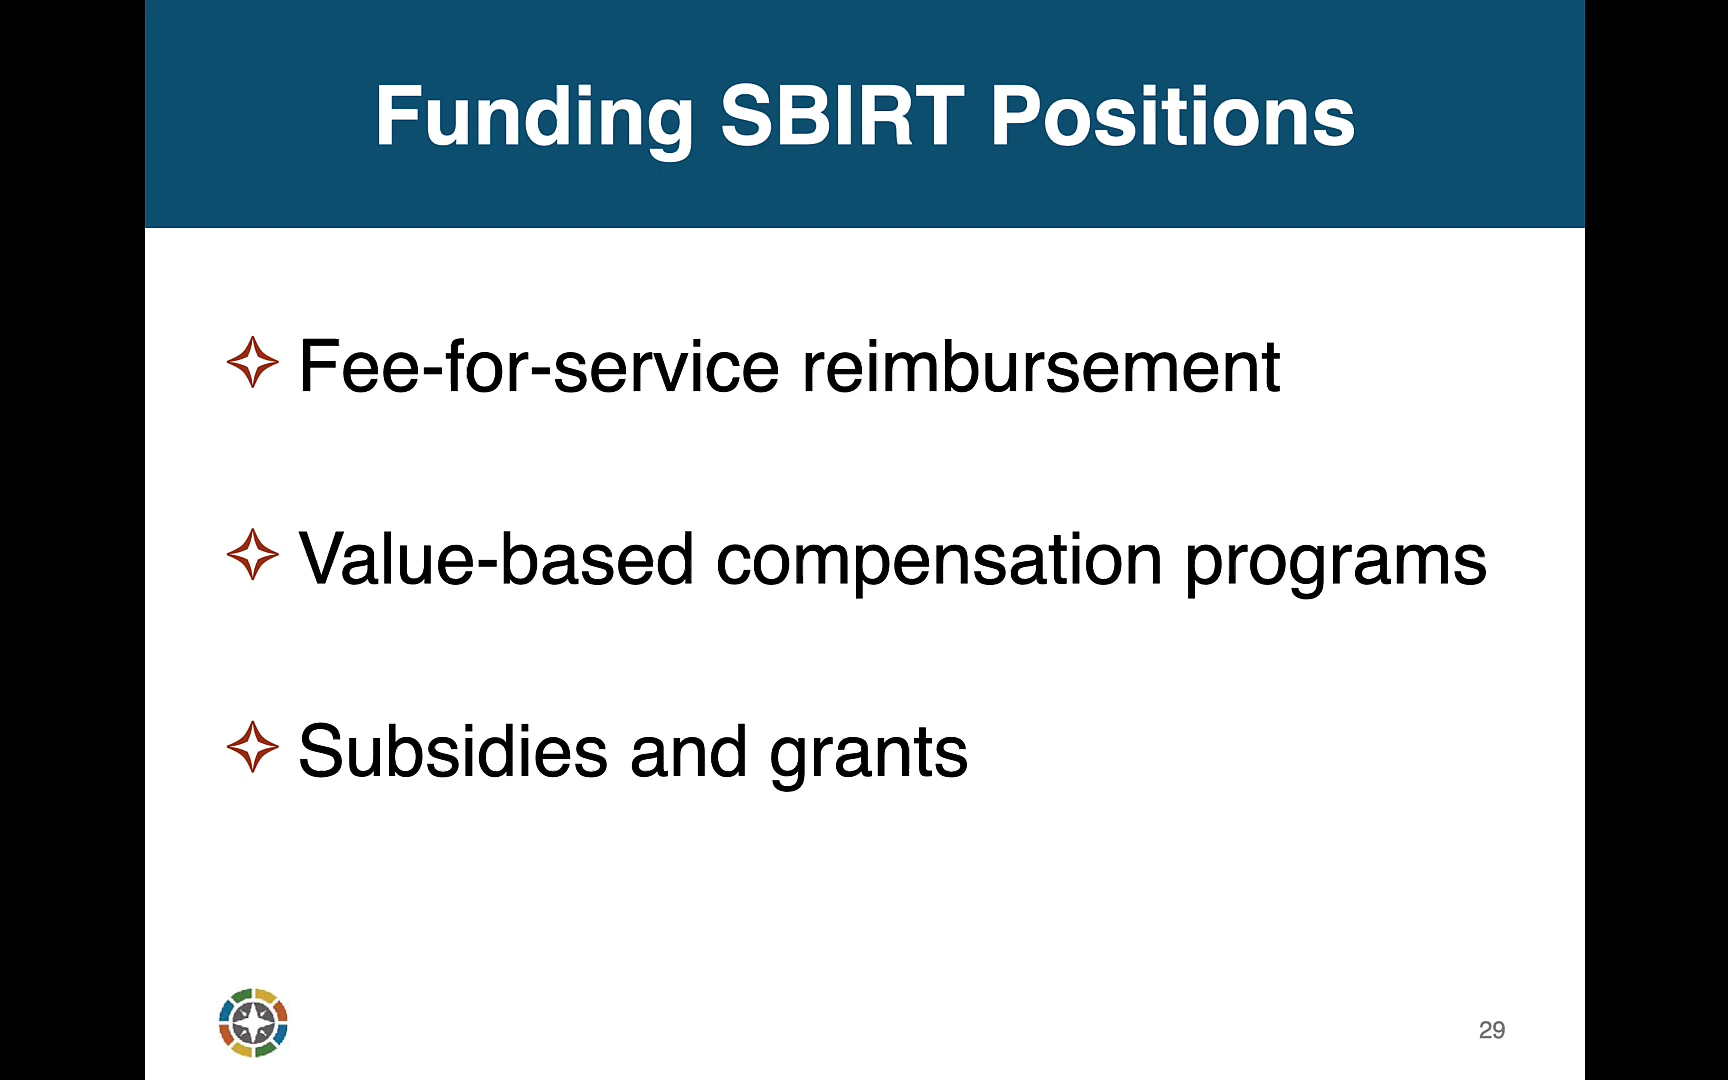 Funding SBIRT Positions
Fee-for-service reimbursement
Value-based compensation programs
Subsidies and grants
29